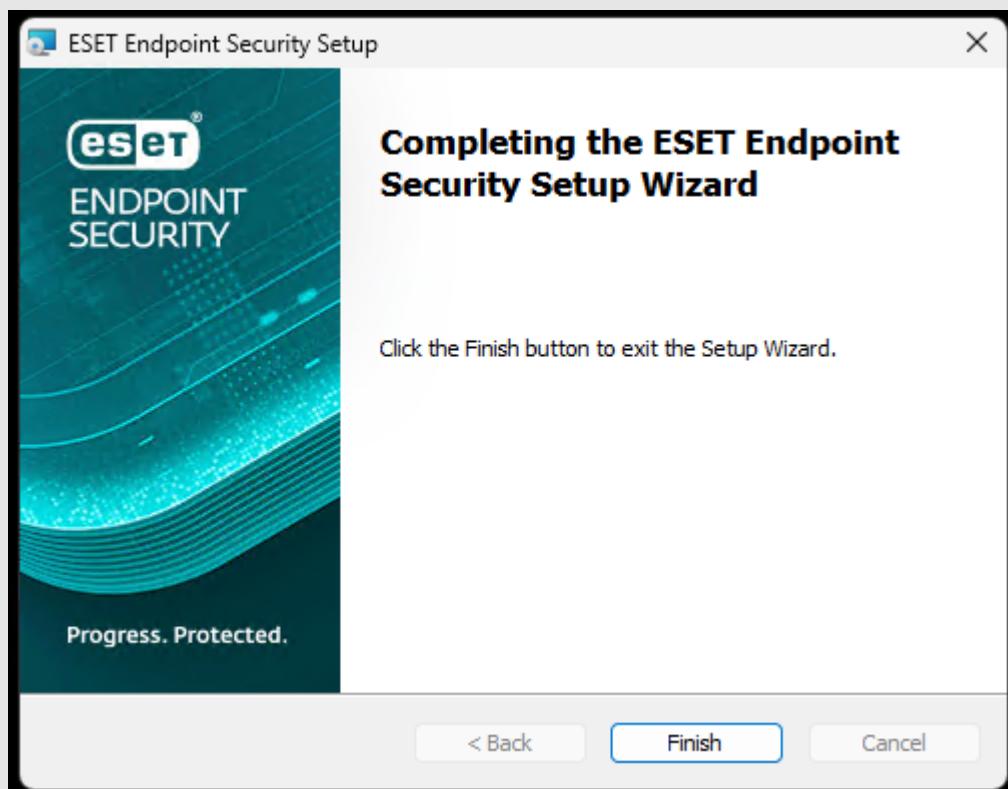 ESET Endpoint Security Setup
eset®
ENDPOINT
SECURITY
Completing the ESET Endpoint
Security Setup Wizard
Click the Finish button to exit the Setup Wizard.
Progress. Protected.
< Back
Finish
Cancel